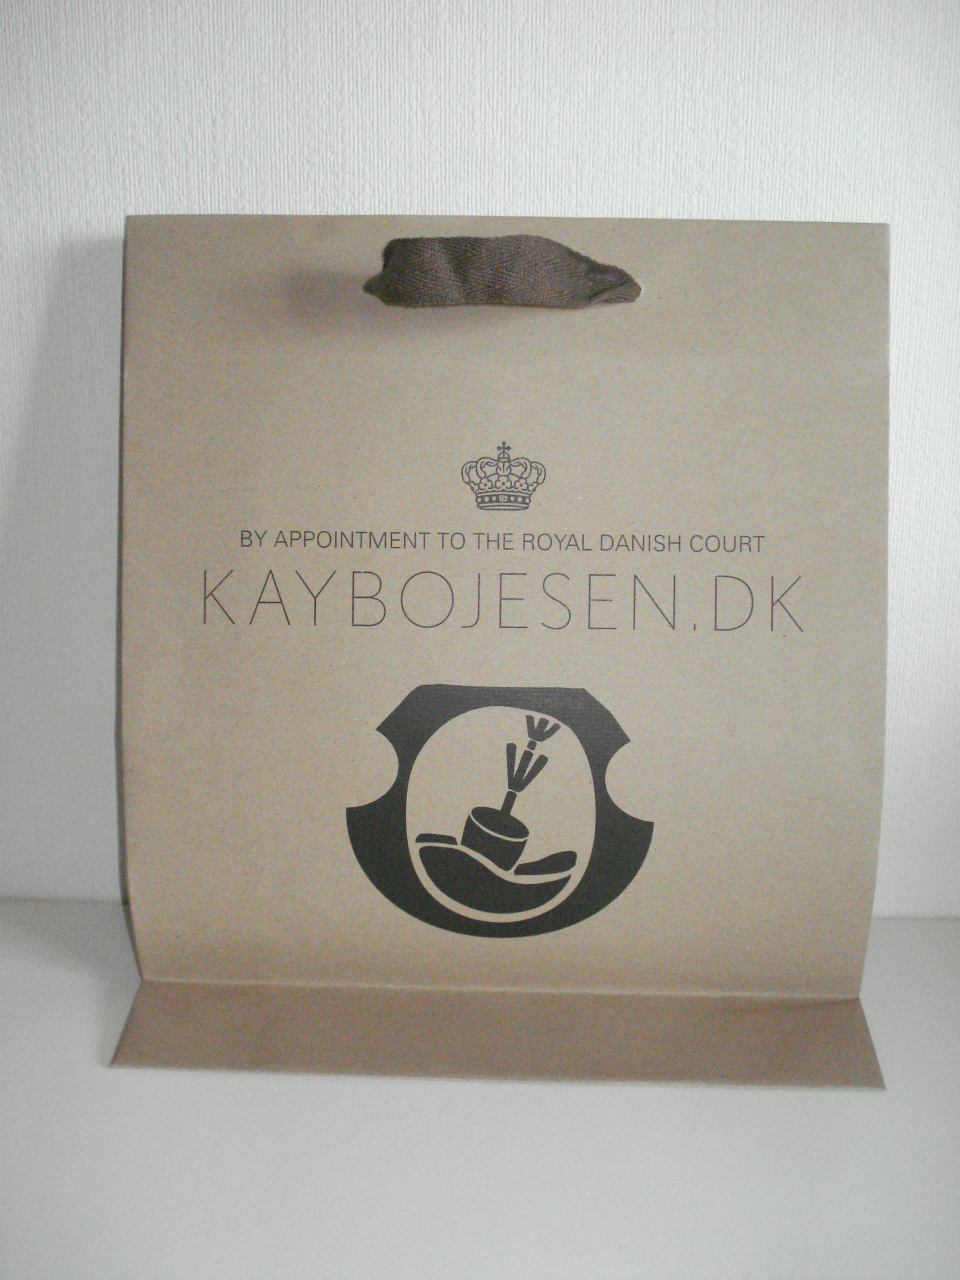 BY APPOINTMENT TO THE ROYAL DANISH COURT
KAYBOJESEN.DK